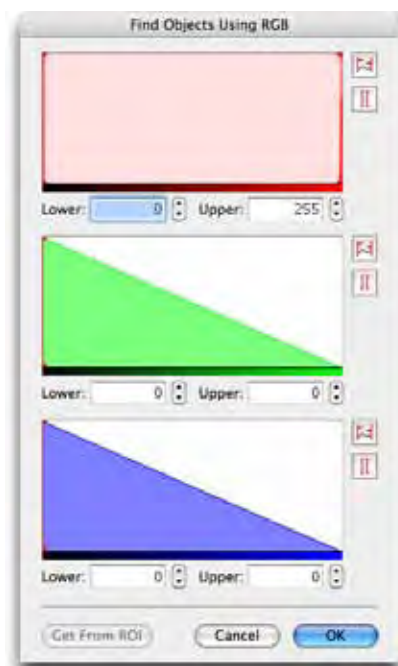 Find Objects Using RGB
Lower: 0 Upper: 255
Lower: 0 Upper: 0
Lower: 0 Upper: 0
Get From ROI Cancel OK